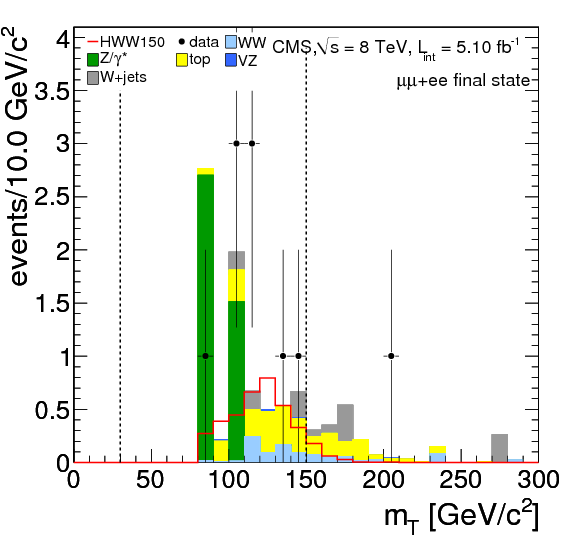 HWW150 data WW CMS,√s = 8 TeV, L_int = 5.10 fb⁻¹
Z/γ* top VZ
W+jets μμ+ee final state
events/10.0 GeV/c²
4
3.5
3
2.5
2
1.5
1
0.5
0
0 50 100 150 200 250 300
m_T [GeV/c²]